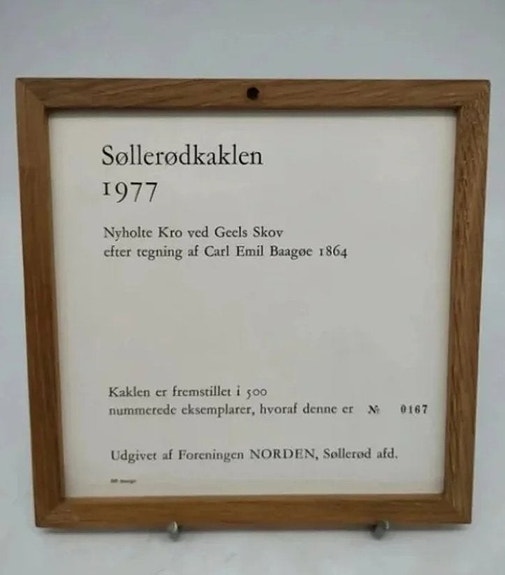 Søllerødkaklen
1977
Nyholte Kro ved Geels Skov
efter tegning af Carl Emil Baagøe 1864
Kaklen er fremstillet i 500
nummerede eksemplarer, hvoraf denne er № 0167
Udgivet af Foreningen NORDEN, Søllerød afd.